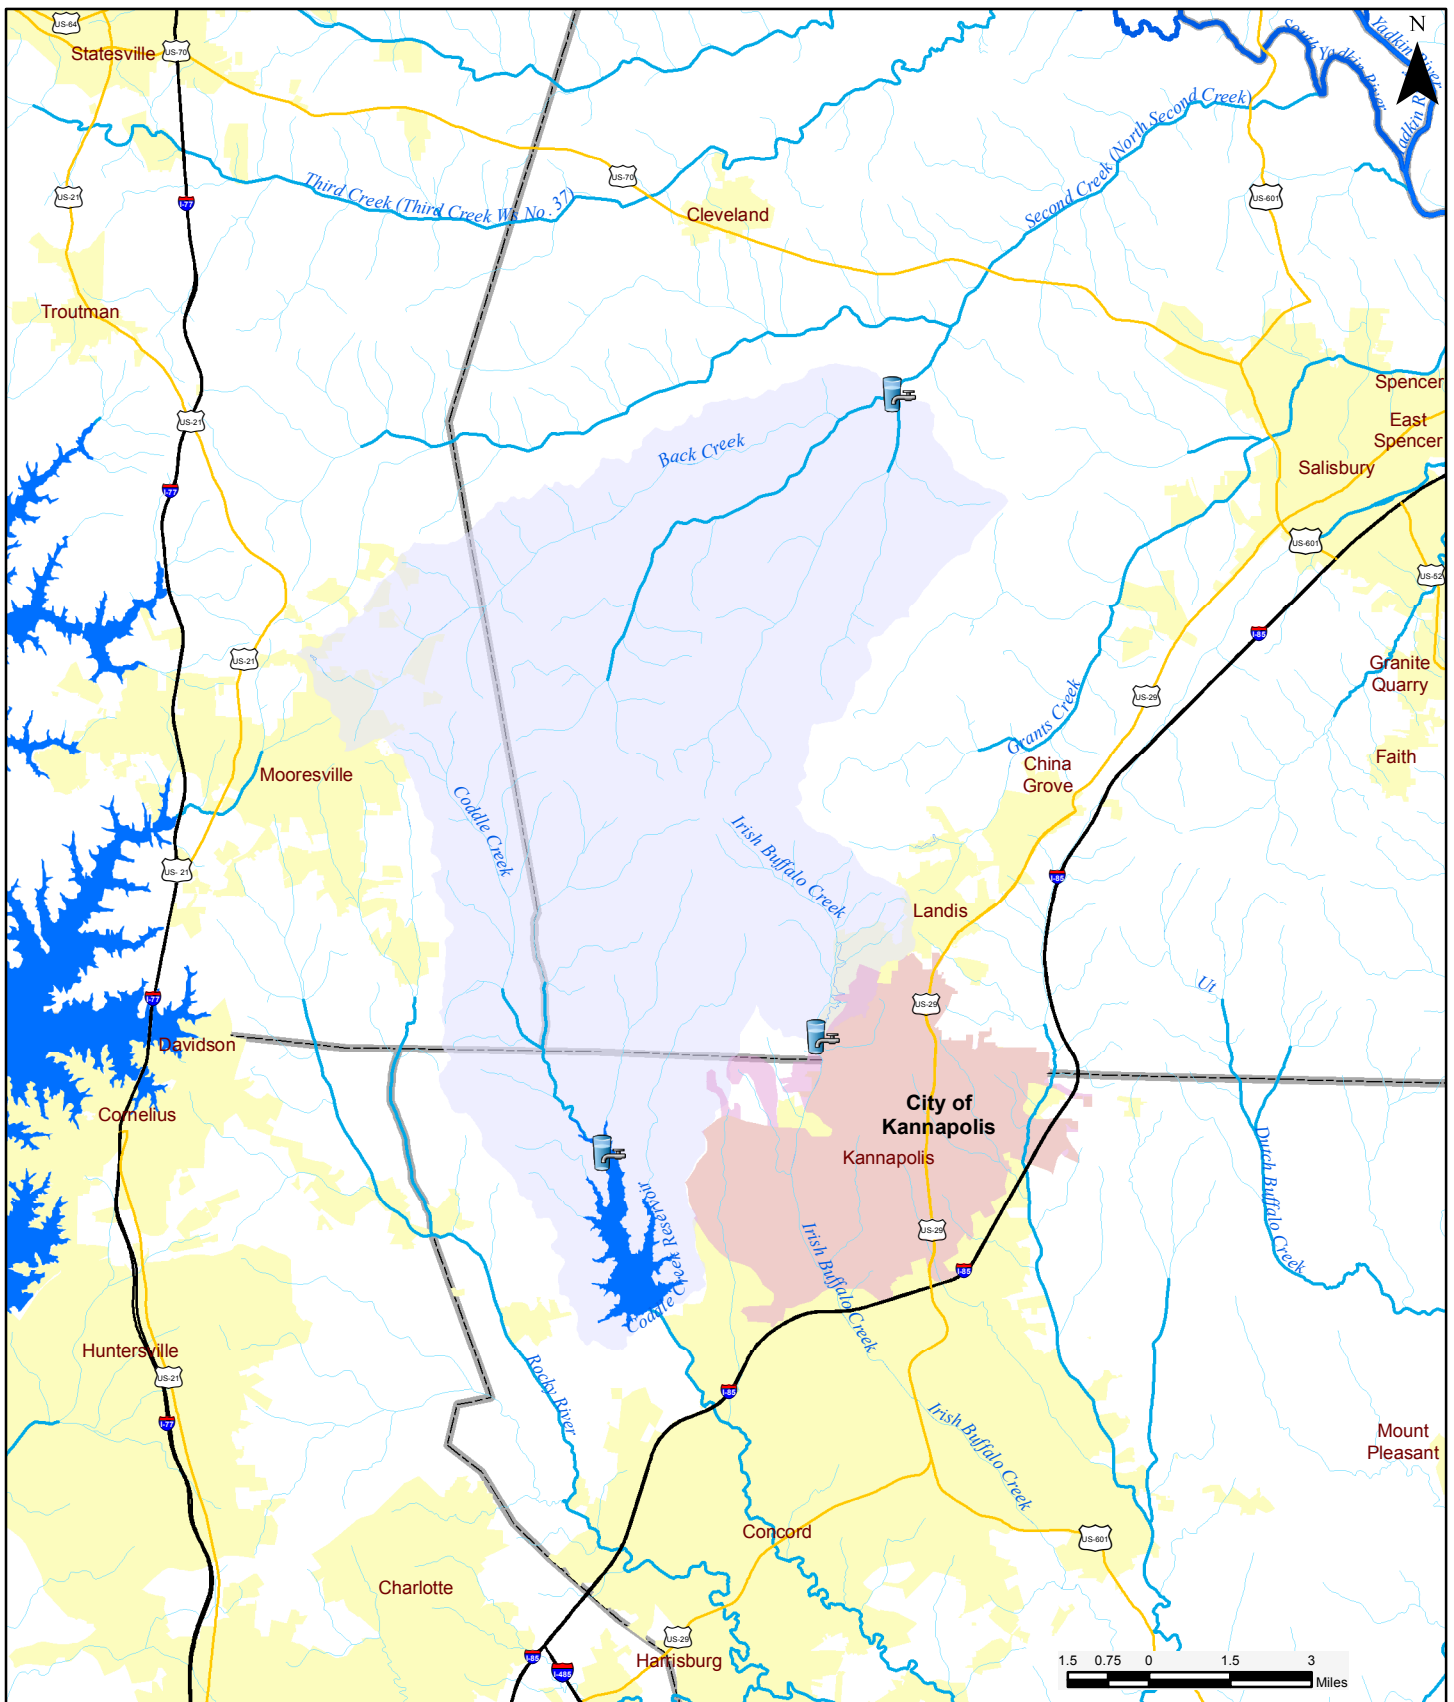 US-64
Statesville
US-70
N
South Yadkin River
Yadkin River
Second Creek (North Second Creek)
US-70
Third Creek (Third Creek Ws No. 37)
US-21
I-77
US-601
Cleveland
Troutman
Spencer
East
Spencer
US-21
Back Creek
Salisbury
I-77
US-601
US-52
I-85
US-21
Granite
Quarry
US-29
Grants Creek
Faith
China
Grove
Mooresville
Coddle Creek
Irish Buffalo Creek
US- 21
I-85
Landis
Ut
I-77
US-29
Davidson
Cornelius
City of
Kannapolis
Kannapolis
Dutch Buffalo Creek
Coddle Creek Reservoir
US-29
Irish Buffalo Creek
I-85
Huntersville
US-21
Rocky River
I-85
I-77
Irish Buffalo Creek
Mount
Pleasant
Concord
US-601
Charlotte
US-29
I-85
Harrisburg
I-485
1.5 0.75 0 1.5 3
Miles